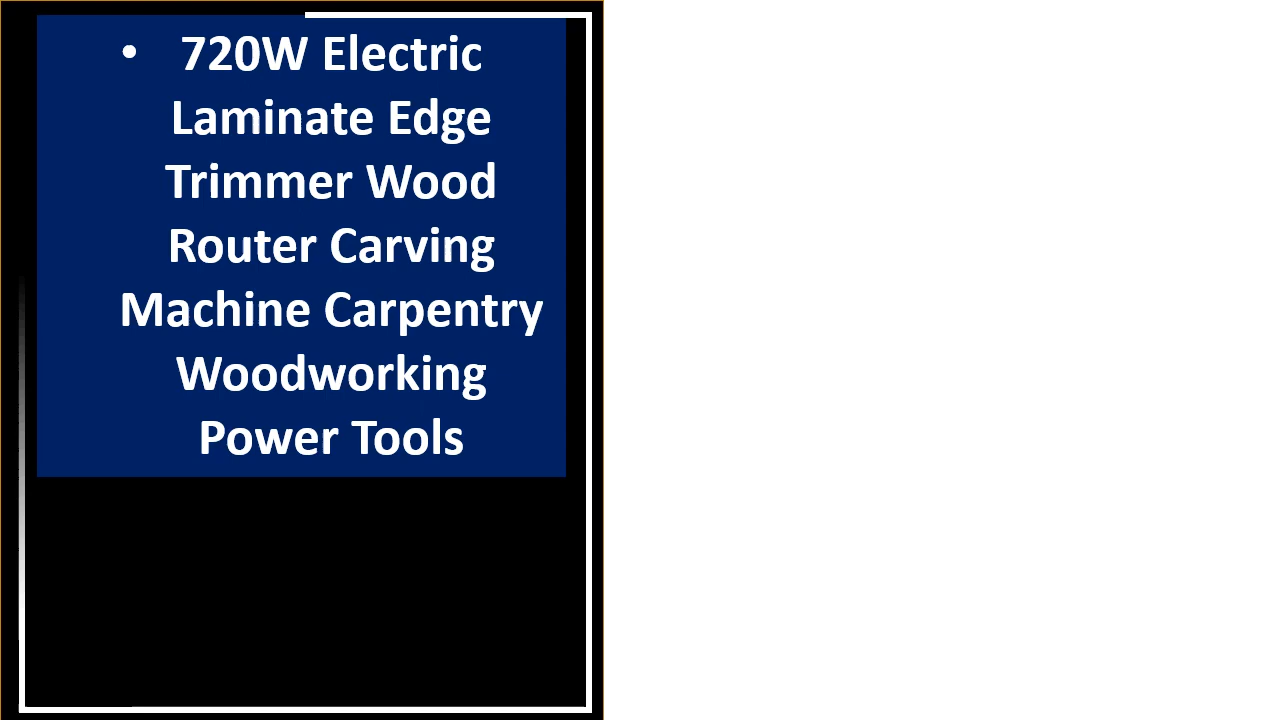 • 720W Electric
Laminate Edge
Trimmer Wood
Router Carving
Machine Carpentry
Woodworking
Power Tools